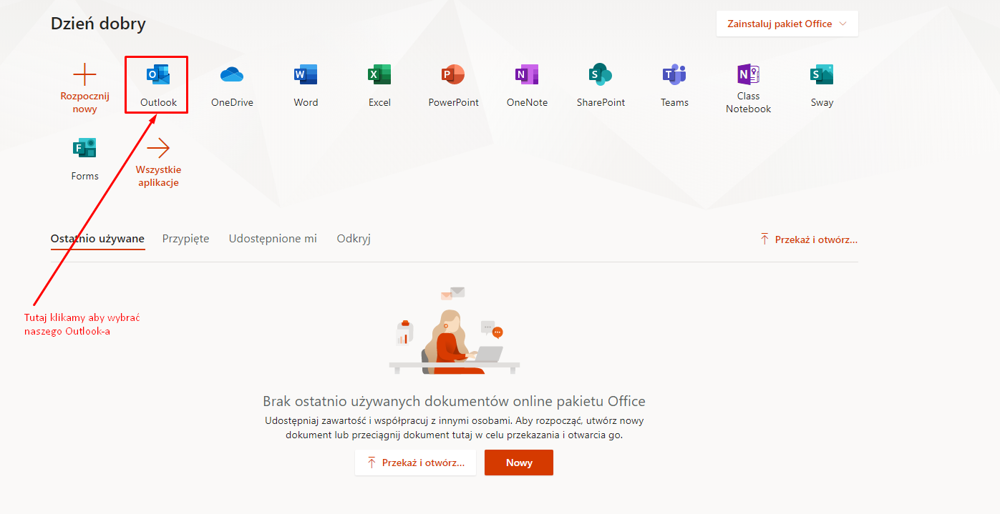 Dzień dobry
Zainstaluj pakiet Office
Rozpocznij
nowy
Outlook
OneDrive
Word
Excel
PowerPoint
OneNote
SharePoint
Teams
Class
Notebook
Sway
Forms
Wszystkie
aplikacje
Ostatnio używane
Przypięte
Udostępnione mi
Odkryj
Przekaż i otwórz...
Tutaj klikamy aby wybrać
naszego Outlook-a
Brak ostatnio używanych dokumentów online pakietu Office
Udostępniaj zawartość i współpracuj z innymi osobami. Aby rozpocząć, utwórz nowy
dokument lub przeciągnij dokument tutaj w celu przekazania i otwarcia go.
Przekaż i otwórz...
Nowy